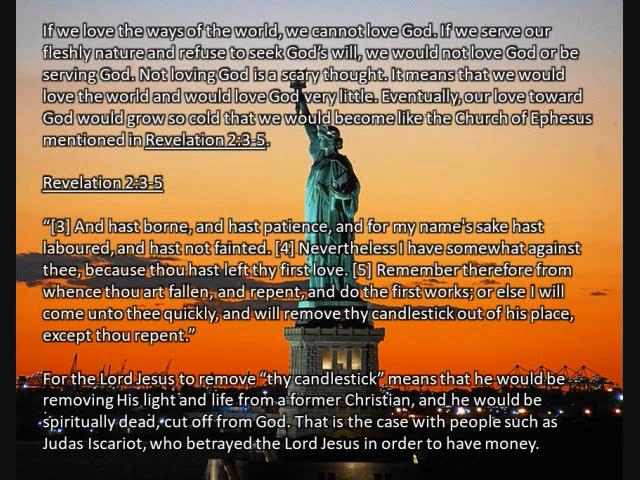 If we love the ways of the world, we cannot love God. If we serve our
fleshly nature and refuse to seek God's will, we would not love God or be
serving God. Not loving God is a scary thought. It means that we would
love the world and would love God very little. Eventually, our love toward
God would grow so cold that we would become like the Church of Ephesus
mentioned in Revelation 2:3-5.
Revelation 2:3-5
“[3] And hast borne, and hast patience, and for my name's sake hast
laboured, and hast not fainted. [4] Nevertheless I have somewhat against
thee, because thou hast left thy first love. [5] Remember therefore from
whence thou art fallen, and repent, and do the first works; or else I will
come unto thee quickly, and will remove thy candlestick out of his place,
except thou repent.”
For the Lord Jesus to remove “thy candlestick” means that he would be
removing His light and life from a former Christian, and he would be
spiritually dead, cut off from God. That is the case with people such as
Judas Iscariot, who betrayed the Lord Jesus in order to have money.